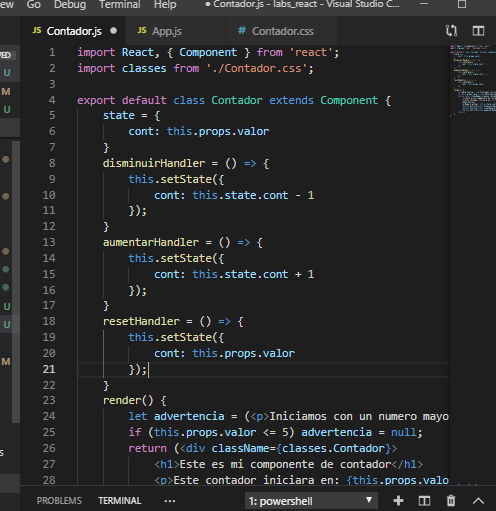 View Go Debug Terminal Help ● Contador.js - labs_react - Visual Studio C...
Contador.js ● JS App.js # Contador.css
1 import React, { Component } from 'react';
2 import classes from './Contador.css';
3
4 export default class Contador extends Component {
5 state = {
6 cont: this.props.valor
7 }
8 disminuirHandler = () => {
9 this.setState({
10 cont: this.state.cont - 1
11 });
12 }
13 aumentarHandler = () => {
14 this.setState({
15 cont: this.state.cont + 1
16 });
17 }
18 resetHandler = () => {
19 this.setState({
20 cont: this.props.valor
21 });
22 }
23 render() {
24 let advertencia = (<p>Iniciamos con un numero mayo
25 if (this.props.valor <= 5) advertencia = null;
26 return (<div className={classes.Contador}>
27 <h1>Este es mi componente de contador</h1>
28 <p>Este contador iniciara en: {this.props.valo
VED
U
M
U
U
U
M
s
PROBLEMS TERMINAL ··· 1: powershell